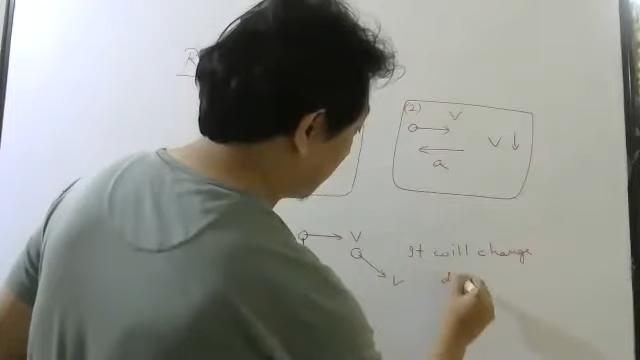 R
(2)
V
V ↓
a
V
V
It will change
d